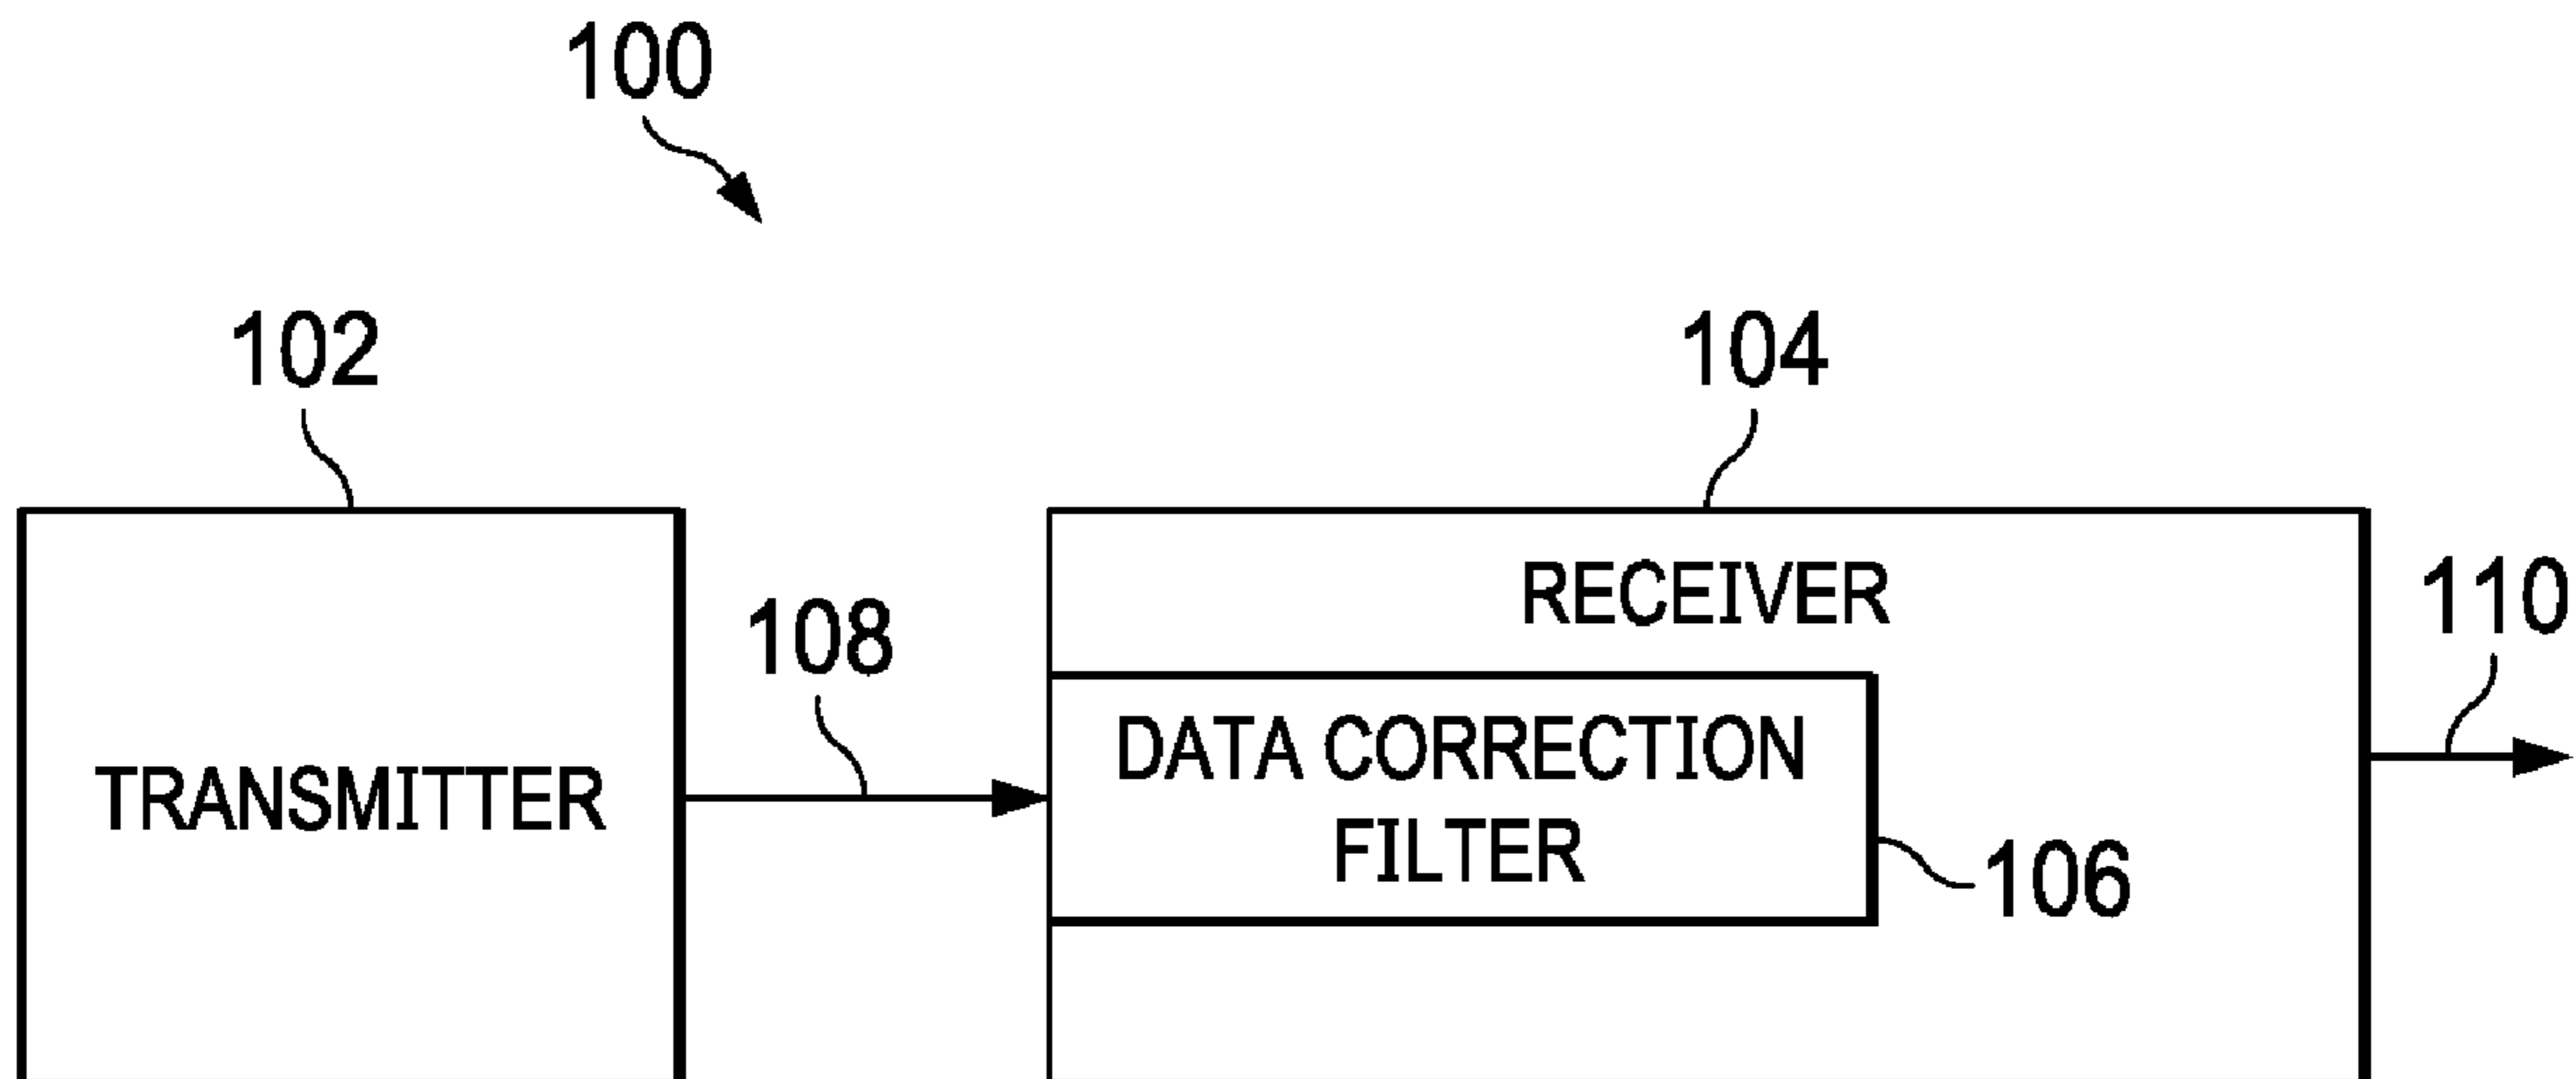 100
102
104
RECEIVER
110
108
DATA CORRECTION
FILTER
TRANSMITTER
106